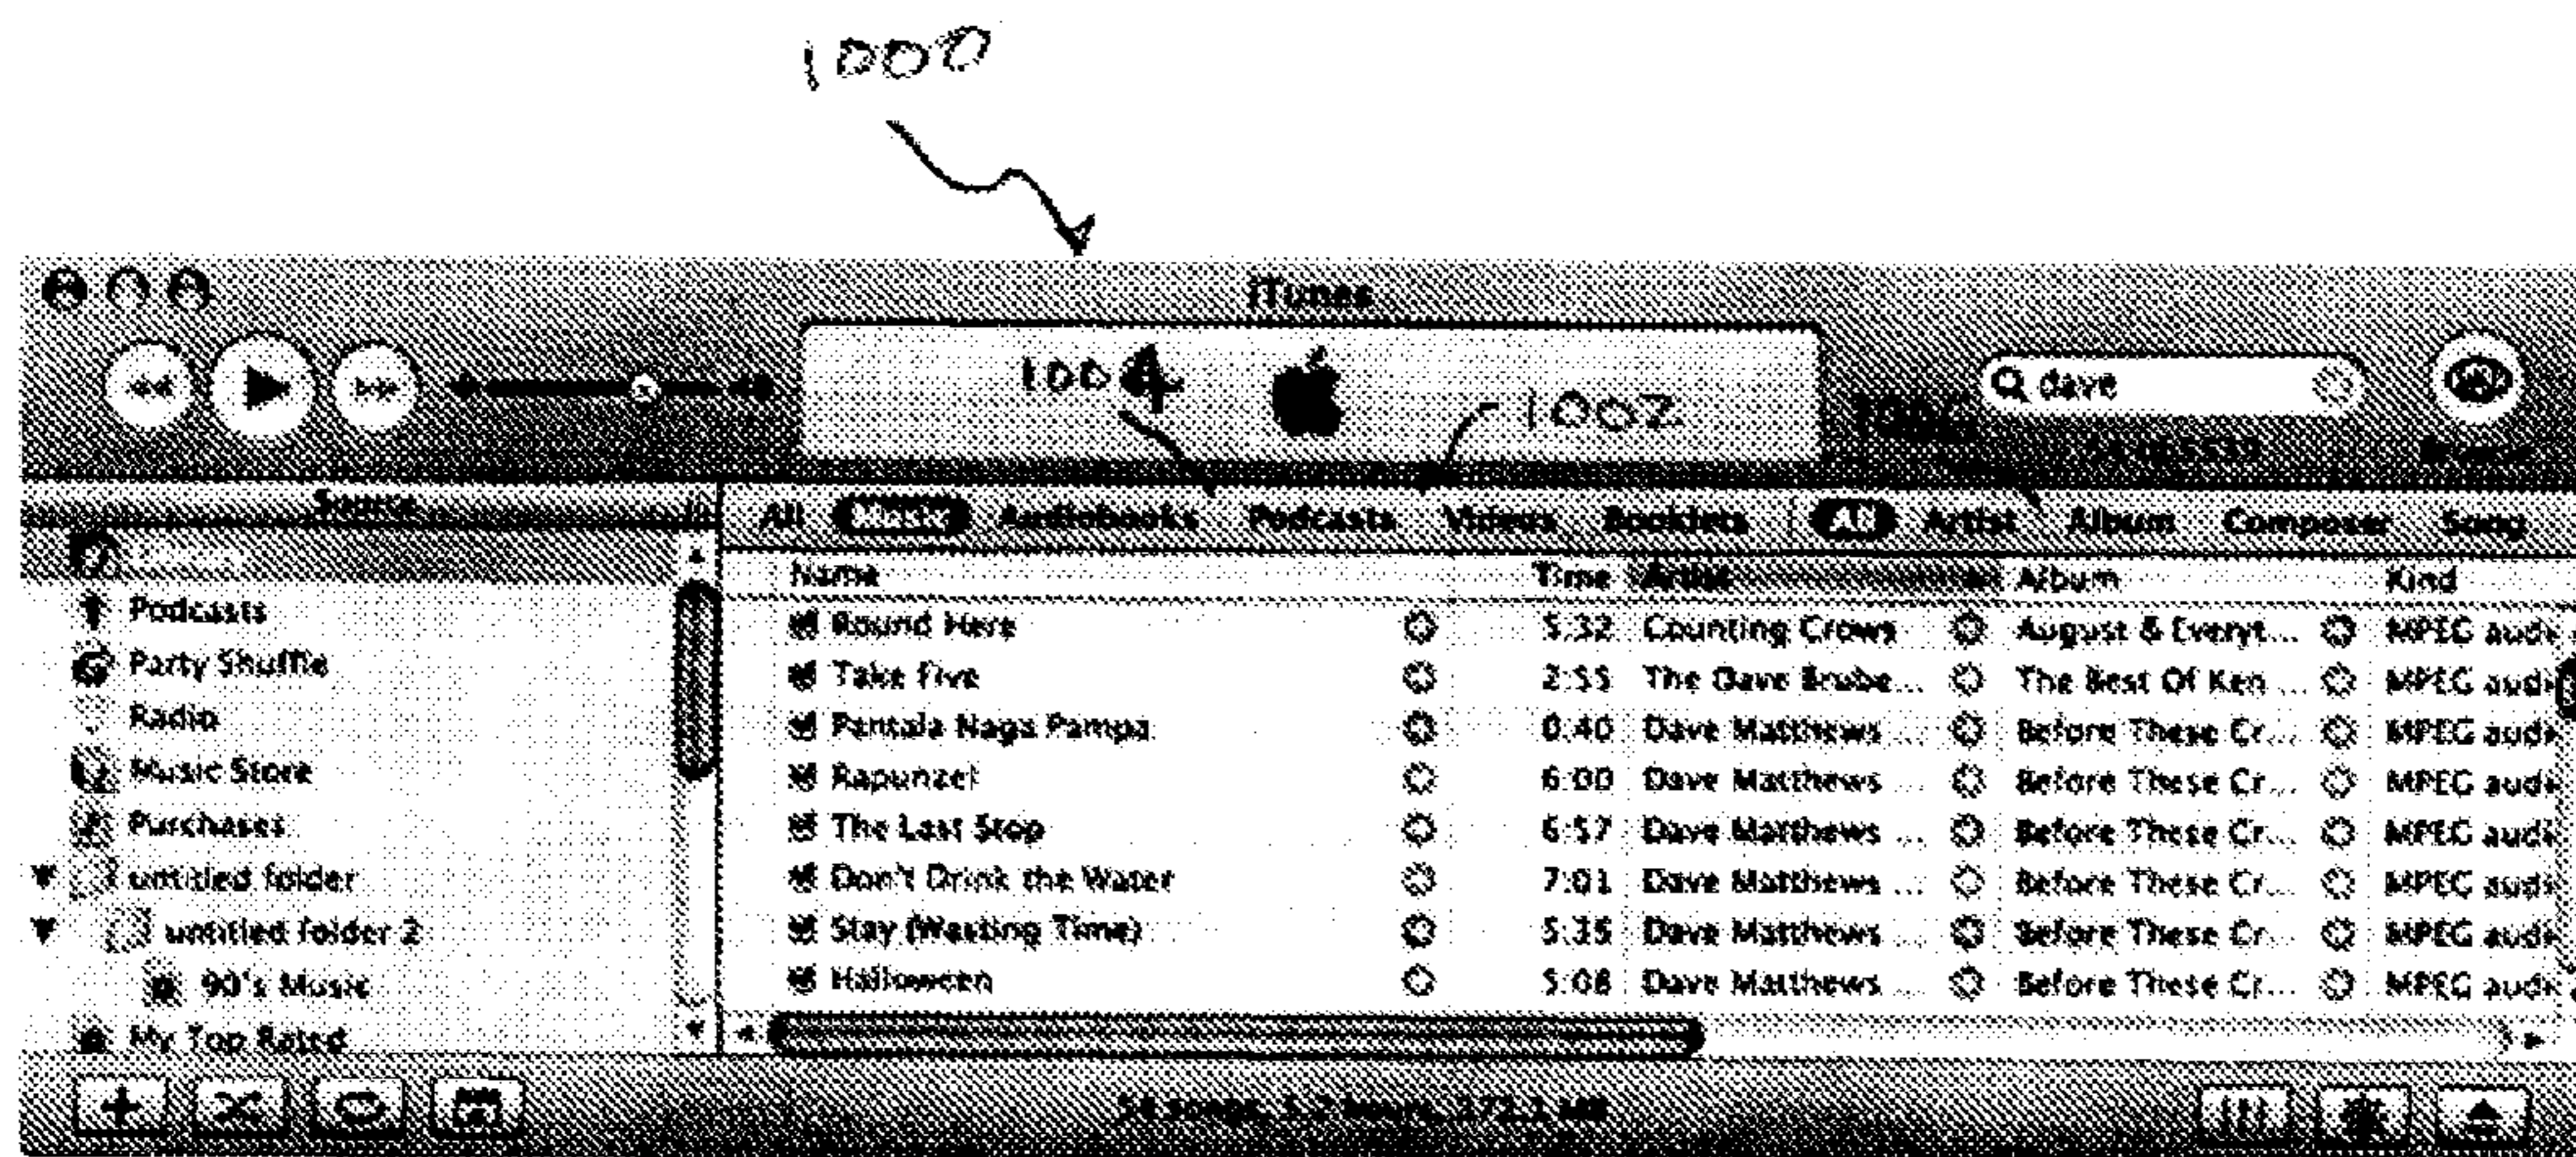 1000
iTunes
1004
1002
dave
1006
Source
All Music Audiobooks Podcasts Videos Booklets All Artist Album Composer Song
Name Time Artist Album Kind
Podcasts
Party Shuffle
Radio
Music Store
Purchases
untitled folder
untitled folder 2
90's Music
My Top Rated
Round Here 5:32 Counting Crows August & Everyt... MPEG audi
Take Five 2:55 The Dave Brube... The Best Of Ken ... MPEG audi
Pantala Naga Pampa 0:40 Dave Matthews ... Before These Cr... MPEG audi
Rapunzel 6:00 Dave Matthews ... Before These Cr... MPEG audi
The Last Stop 6:57 Dave Matthews ... Before These Cr... MPEG audi
Don't Drink the Water 7:01 Dave Matthews ... Before These Cr... MPEG audi
Stay (Wasting Time) 5:35 Dave Matthews ... Before These Cr... MPEG audi
Halloween 5:08 Dave Matthews ... Before These Cr... MPEG audi